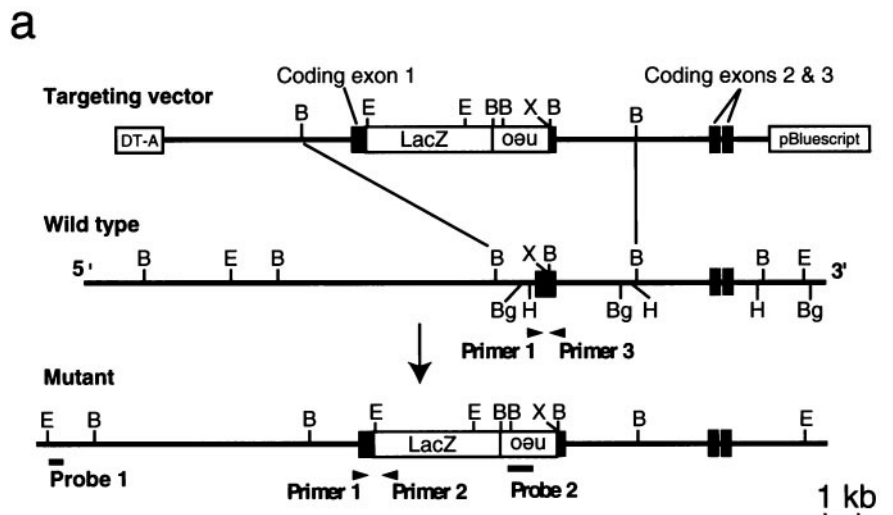 a
Coding exon 1
Coding exons 2 & 3
Targeting vector
B E E BB X B B
DT-A LacZ neo pBluescript
Wild type
5' B E B B X B B B E 3'
Bg H Bg H H Bg
Primer 1 Primer 3
Mutant
E B B E E BB X B B E
LacZ neo
Probe 1 Primer 1 Primer 2 Probe 2
1 kb